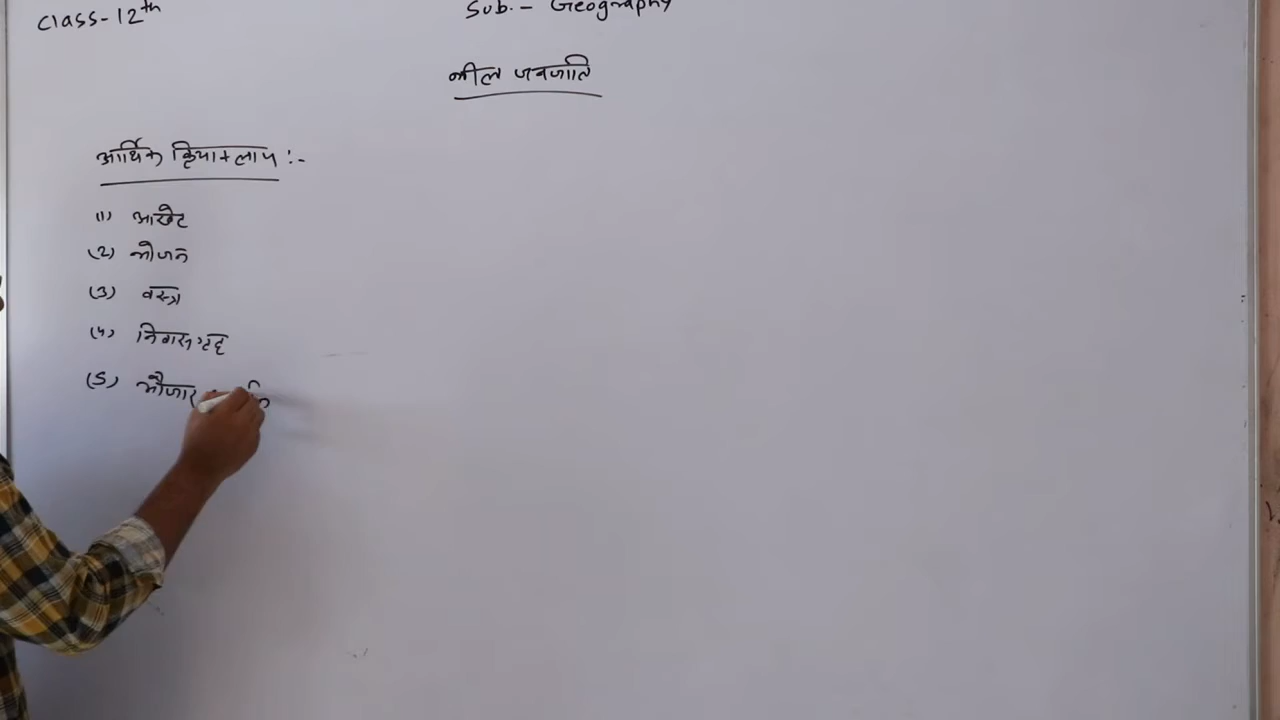 Class-12th
Sub.- Geography
भील जनजाति
आर्थिक क्रियाकलाप :-
(1) आखेट
(2) भोजन
(3) वस्त्र
(4) निवास गृह
(5) औजार